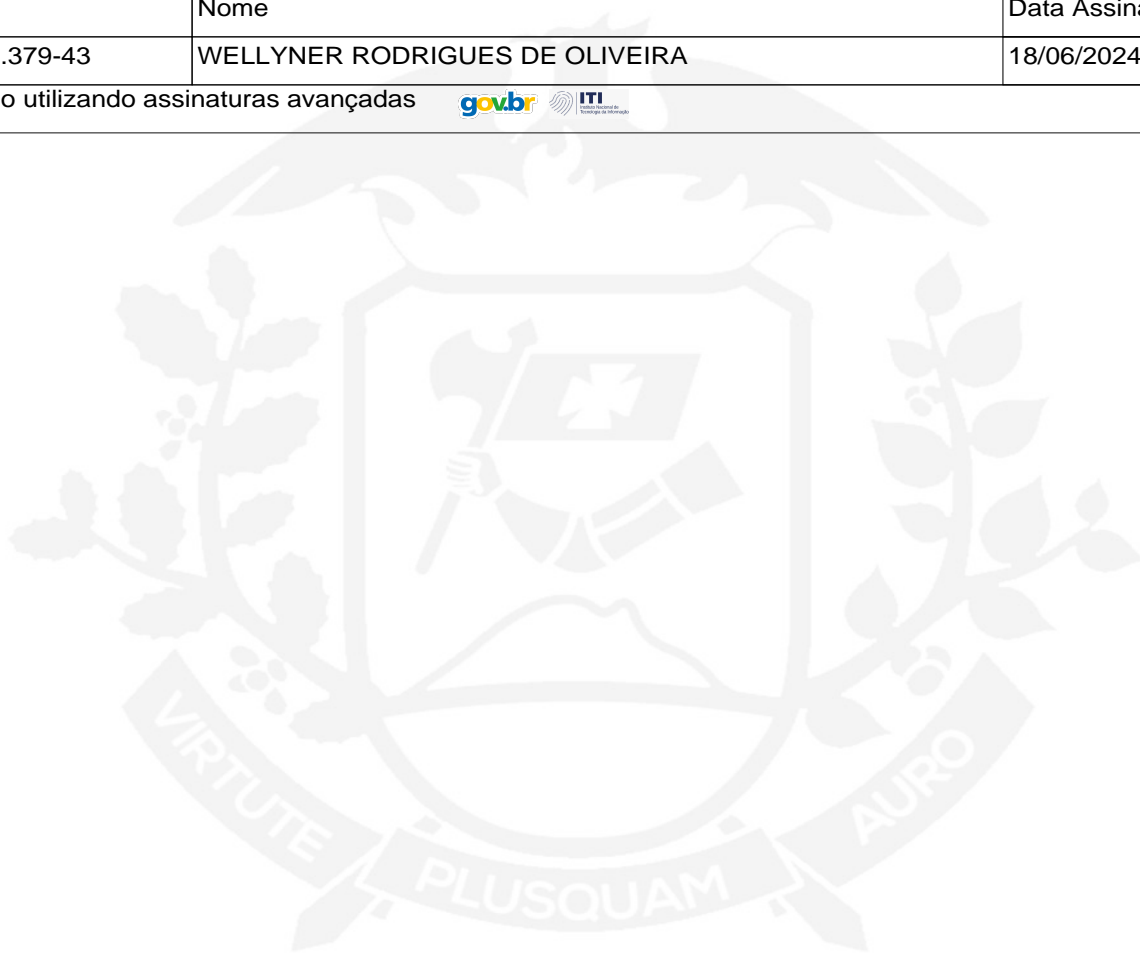 Nome Data Assina
.379-43 WELLYNER RODRIGUES DE OLIVEIRA 18/06/2024
o utilizando assinaturas avançadas gov.br ITI
VIRTUTE PLUSQUAM AURO